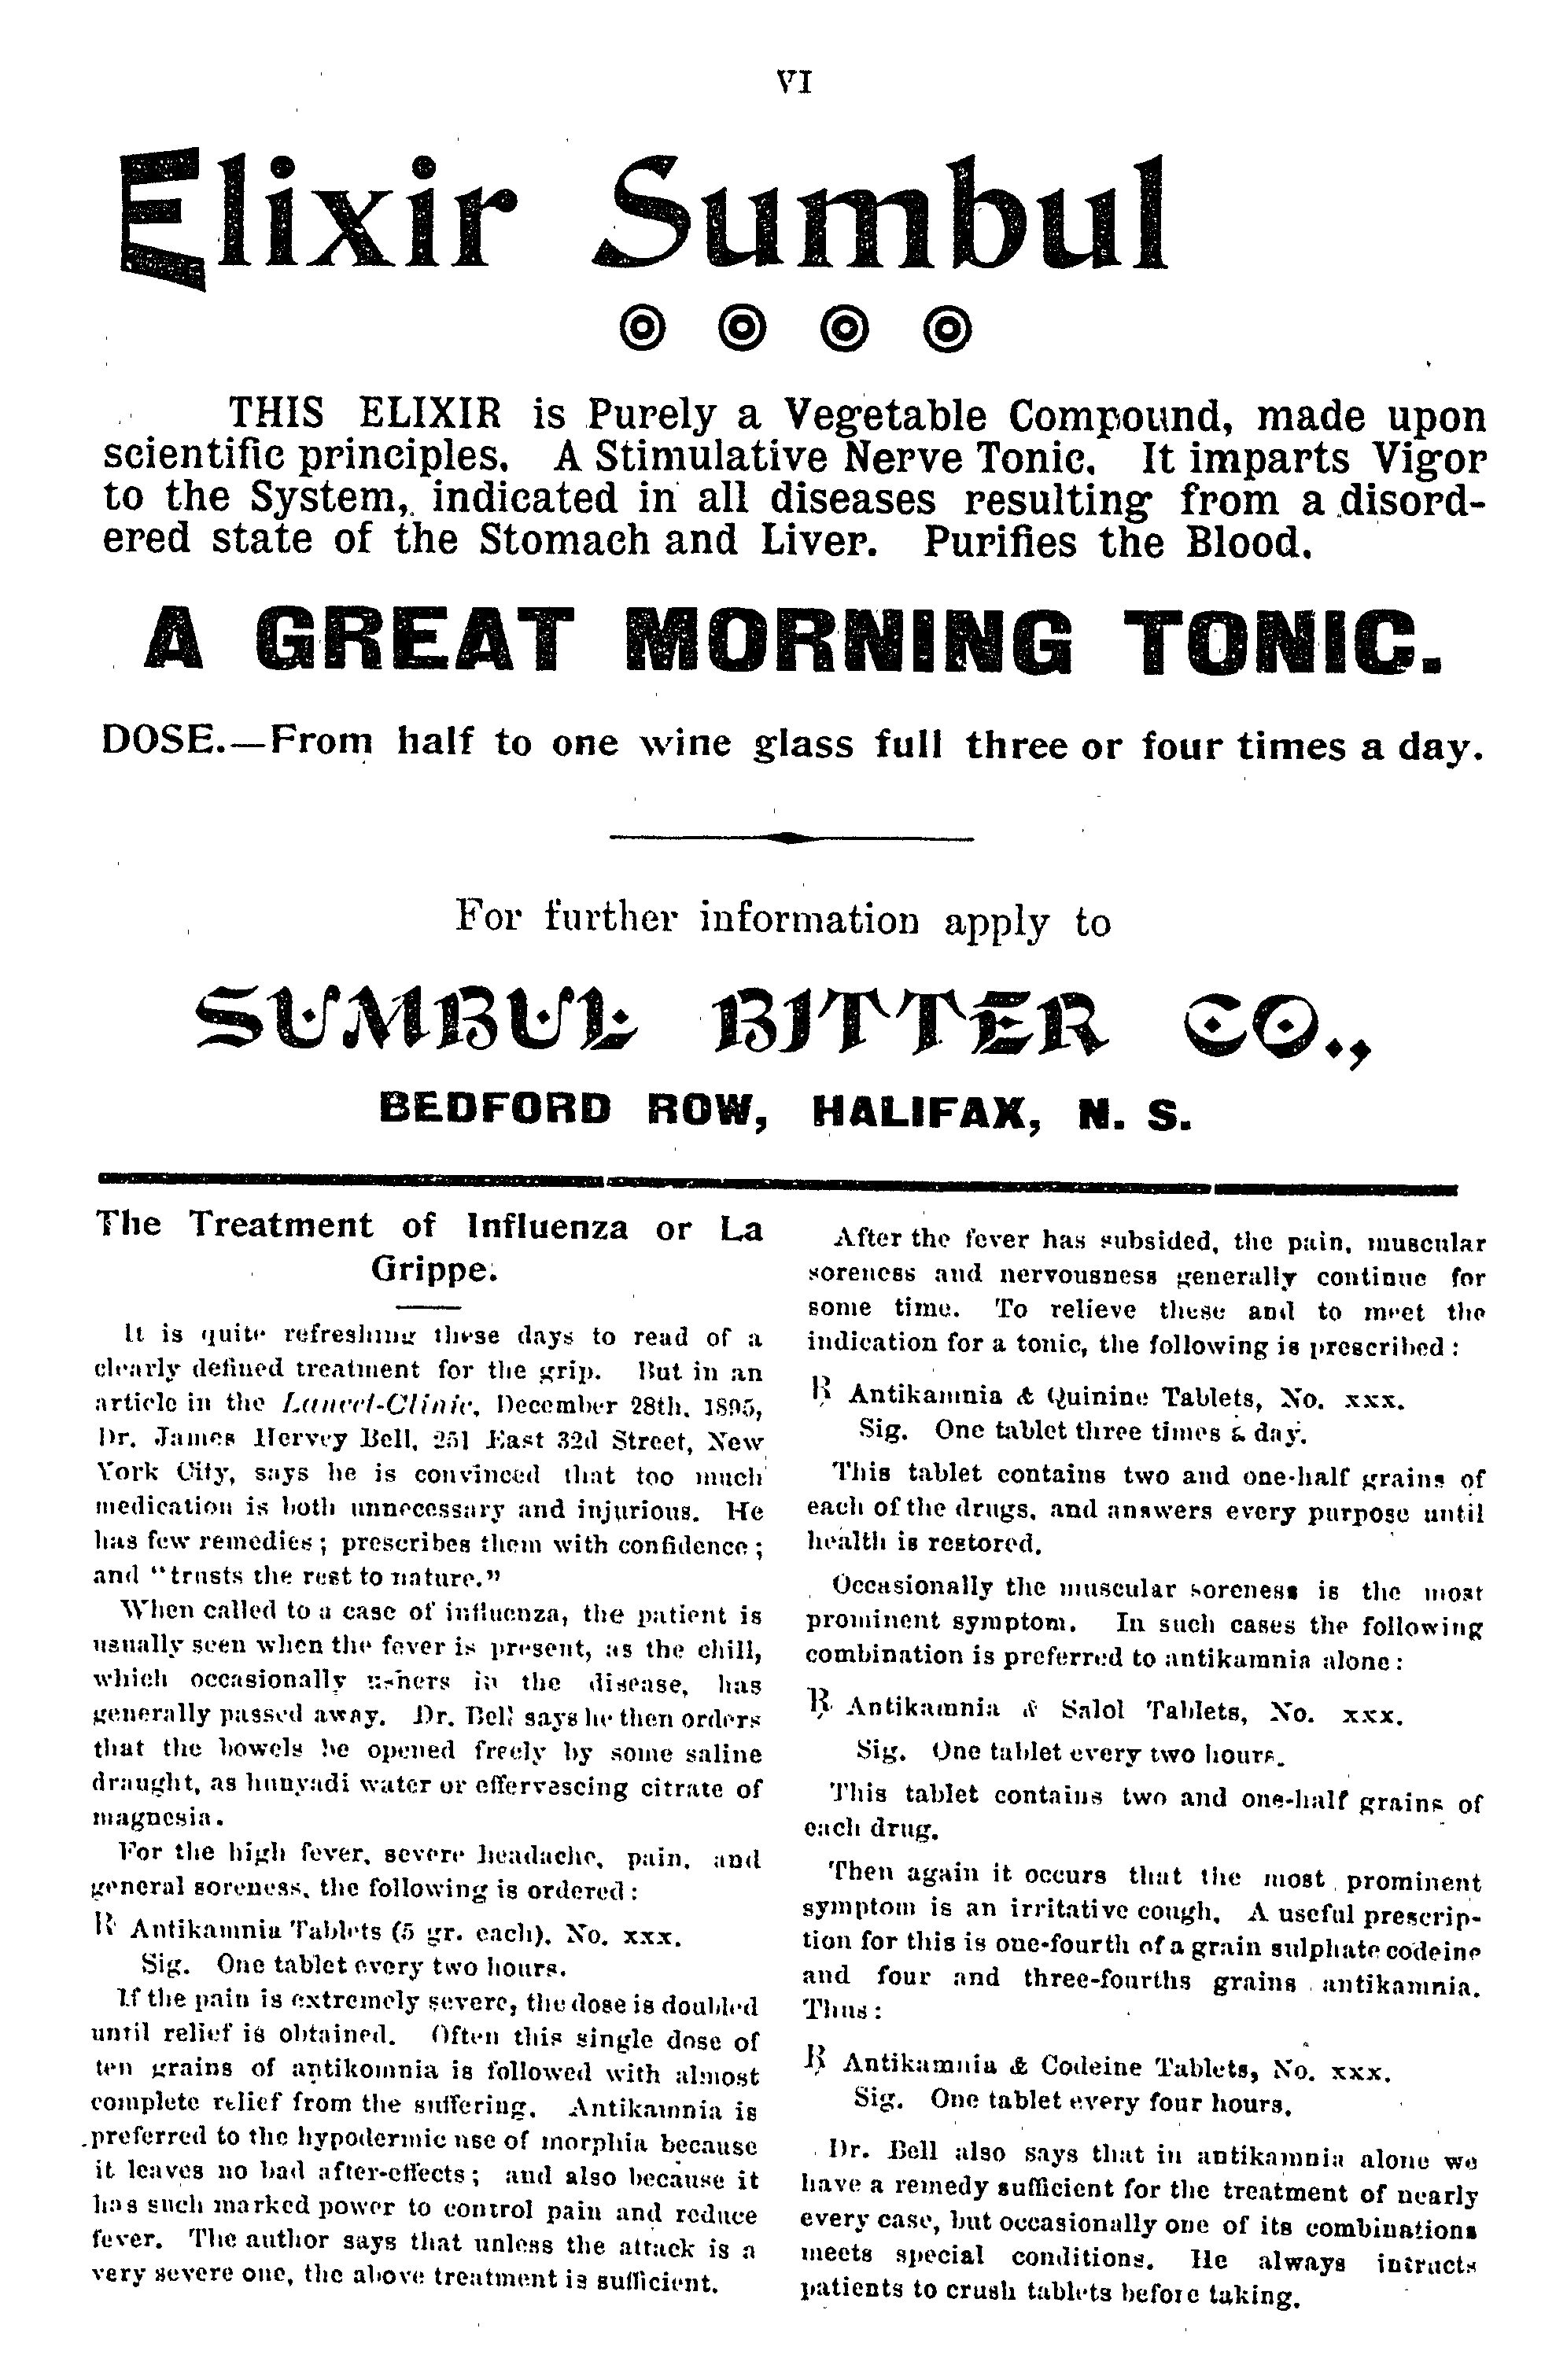 VI
Elixir Sumbul
THIS ELIXIR is Purely a Vegetable Compound, made upon
scientific principles. A Stimulative Nerve Tonic. It imparts Vigor
to the System, indicated in all diseases resulting from a disord-
ered state of the Stomach and Liver. Purifies the Blood.
A GREAT MORNING TONIC.
DOSE.—From half to one wine glass full three or four times a day.
For further information apply to
SUMBUL BITTER CO.,
BEDFORD ROW, HALIFAX, N. S.
The Treatment of Influenza or La
Grippe.
It is quite refreshing these days to read of a
clearly defined treatment for the grip. But in an
article in the Lancet-Clinic, December 28th, 1895,
Dr. James Hervey Bell, 251 East 32d Street, New
York City, says he is convinced that too much
medication is both unnecessary and injurious. He
has few remedies; prescribes them with confidence;
and "trusts the rest to nature."
When called to a case of influenza, the patient is
usually seen when the fever is present, as the chill,
which occasionally ushers in the disease, has
generally passed away. Dr. Bell says he then orders
that the bowels be opened freely by some saline
draught, as hunyadi water or effervascing citrate of
magnesia.
For the high fever, severe headache, pain, and
general soreness, the following is ordered:
℞ Antikamnia Tablets (5 gr. each), No. xxx.
Sig. One tablet every two hours.
If the pain is extremely severe, the dose is doubled
until relief is obtained. Often this single dose of
ten grains of antikomnia is followed with almost
complete relief from the suffering. Antikamnia is
preferred to the hypodermic use of morphia because
it leaves no bad after-effects; and also because it
has such marked power to control pain and reduce
fever. The author says that unless the attack is a
very severe one, the above treatment is sufficient.
After the fever has subsided, the pain, muscular
soreness and nervousness generally continue for
some time. To relieve these and to meet the
indication for a tonic, the following is prescribed:
℞ Antikamnia & Quinine Tablets, No. xxx.
Sig. One tablet three times a day.
This tablet contains two and one-half grains of
each of the drugs, and answers every purpose until
health is restored.
Occasionally the muscular soreness is the most
prominent symptom. In such cases the following
combination is preferred to antikamnia alone:
℞ Antikamnia & Salol Tablets, No. xxx.
Sig. One tablet every two hours.
This tablet contains two and one-half grains of
each drug.
Then again it occurs that the most prominent
symptom is an irritative cough. A useful prescrip-
tion for this is one-fourth of a grain sulphate codeine
and four and three-fourths grains antikamnia.
Thus:
℞ Antikamnia & Codeine Tablets, No. xxx.
Sig. One tablet every four hours.
Dr. Bell also says that in antikamnia alone we
have a remedy sufficient for the treatment of nearly
every case, but occasionally one of its combinations
meets special conditions. He always intructs
patients to crush tablets before taking.